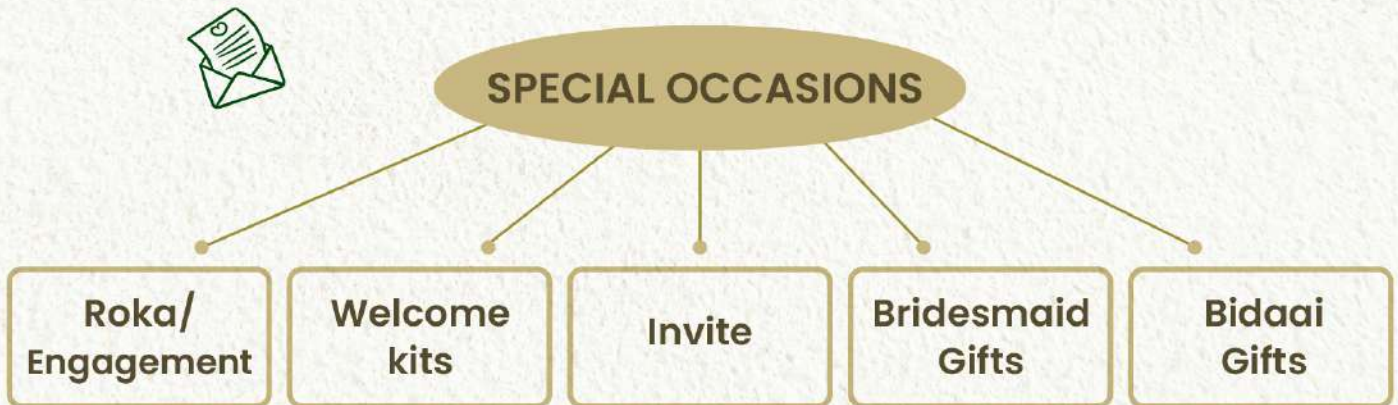 SPECIAL OCCASIONS
Roka/
Engagement
Welcome
kits
Invite
Bridesmaid
Gifts
Bidaai
Gifts